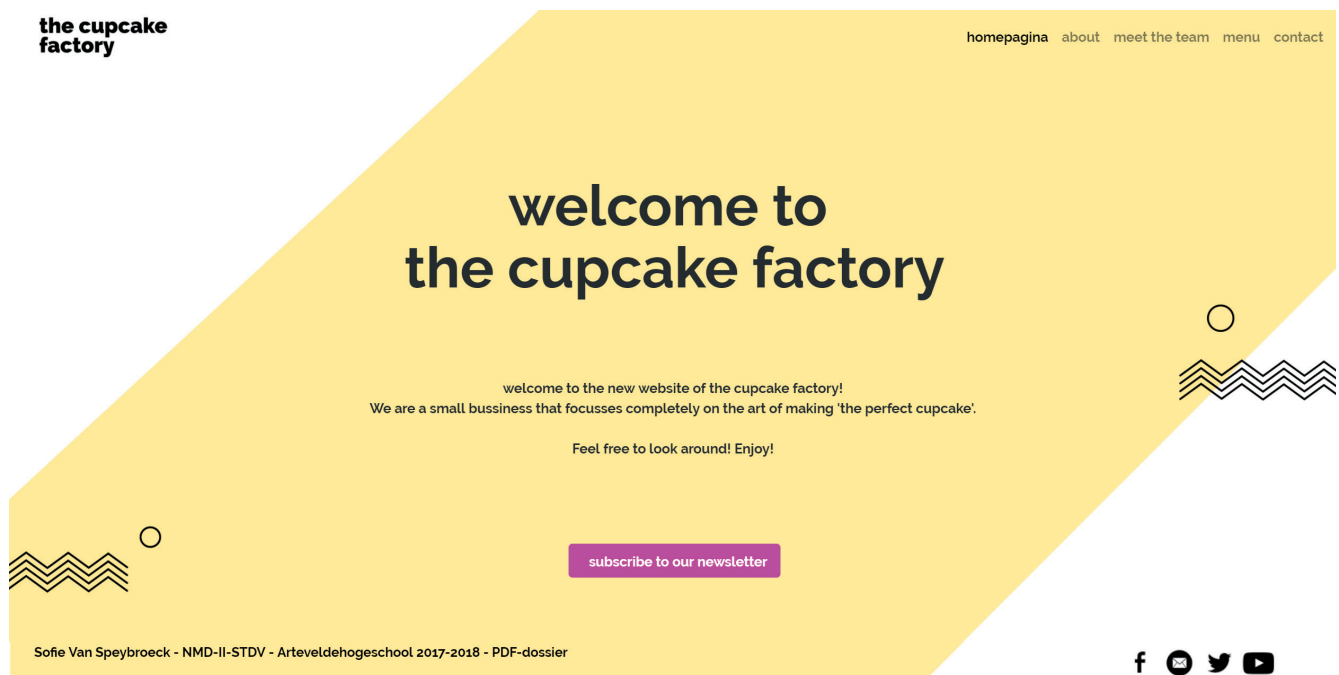 the cupcake
factory
homepagina about meet the team menu contact
welcome to
the cupcake factory
welcome to the new website of the cupcake factory!
We are a small bussiness that focusses completely on the art of making 'the perfect cupcake'.
Feel free to look around! Enjoy!
subscribe to our newsletter
Sofie Van Speybroeck - NMD-II-STDV - Arteveldehogeschool 2017-2018 - PDF-dossier